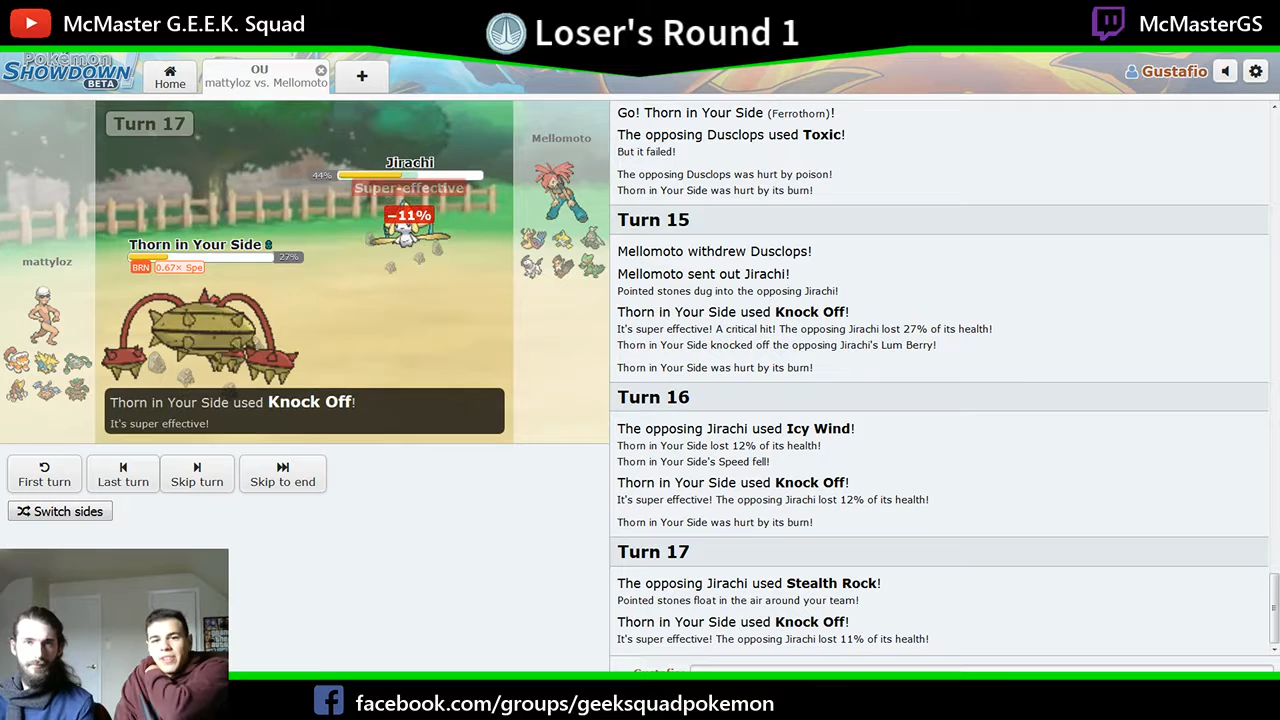 McMaster G.E.E.K. Squad
Loser's Round 1
McMasterGS
Pokémon
SHOWDOWN
BETA
Home
OU
mattyloz vs. Mellomoto
Gustafio
Turn 17
Mellomoto
Jirachi
44%
Super-effective
−11%
Thorn in Your Side
27%
BRN
0.67× Spe
mattyloz
Thorn in Your Side used Knock Off!
It's super effective!
First turn
Last turn
Skip turn
Skip to end
Switch sides
Go! Thorn in Your Side (Ferrothorn)!
The opposing Dusclops used Toxic!
But it failed!
The opposing Dusclops was hurt by poison!
Thorn in Your Side was hurt by its burn!
Turn 15
Mellomoto withdrew Dusclops!
Mellomoto sent out Jirachi!
Pointed stones dug into the opposing Jirachi!
Thorn in Your Side used Knock Off!
It's super effective! A critical hit! The opposing Jirachi lost 27% of its health!
Thorn in Your Side knocked off the opposing Jirachi's Lum Berry!
Thorn in Your Side was hurt by its burn!
Turn 16
The opposing Jirachi used Icy Wind!
Thorn in Your Side lost 12% of its health!
Thorn in Your Side's Speed fell!
Thorn in Your Side used Knock Off!
It's super effective! The opposing Jirachi lost 12% of its health!
Thorn in Your Side was hurt by its burn!
Turn 17
The opposing Jirachi used Stealth Rock!
Pointed stones float in the air around your team!
Thorn in Your Side used Knock Off!
It's super effective! The opposing Jirachi lost 11% of its health!
facebook.com/groups/geeksquadpokemon